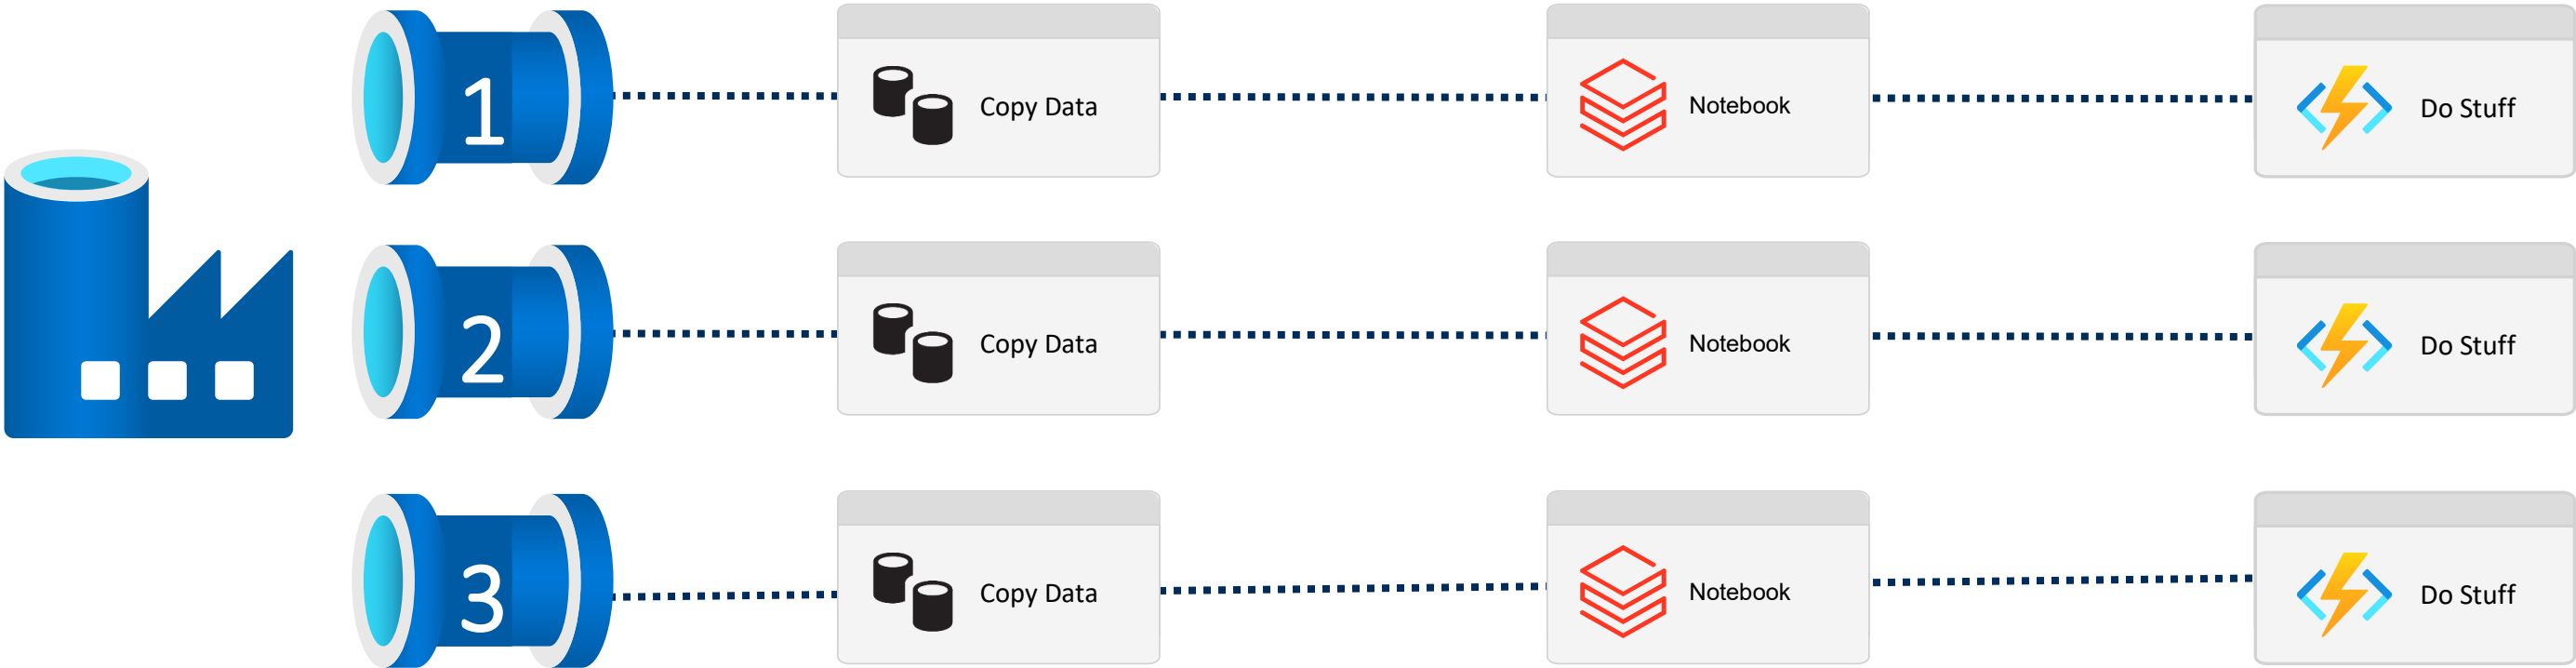 1
Copy Data
Notebook
Do Stuff
2
Copy Data
Notebook
Do Stuff
3
Copy Data
Notebook
Do Stuff